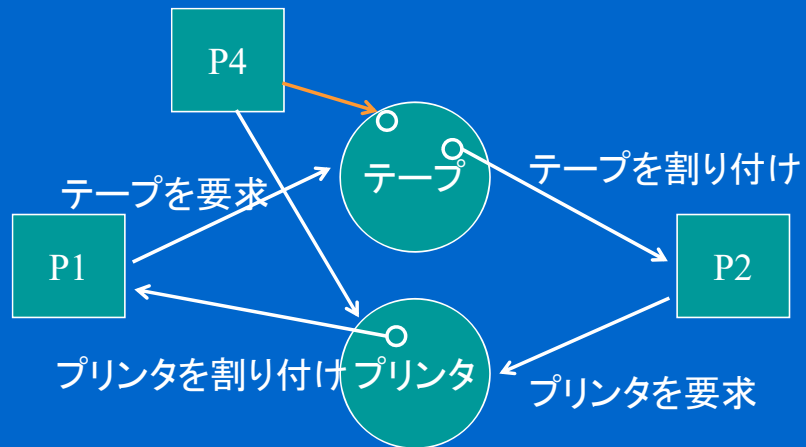 P4
テープ
テープを割り付け
テープを要求
P1
P2
プリンタを割り付け
プリンタ
プリンタを要求